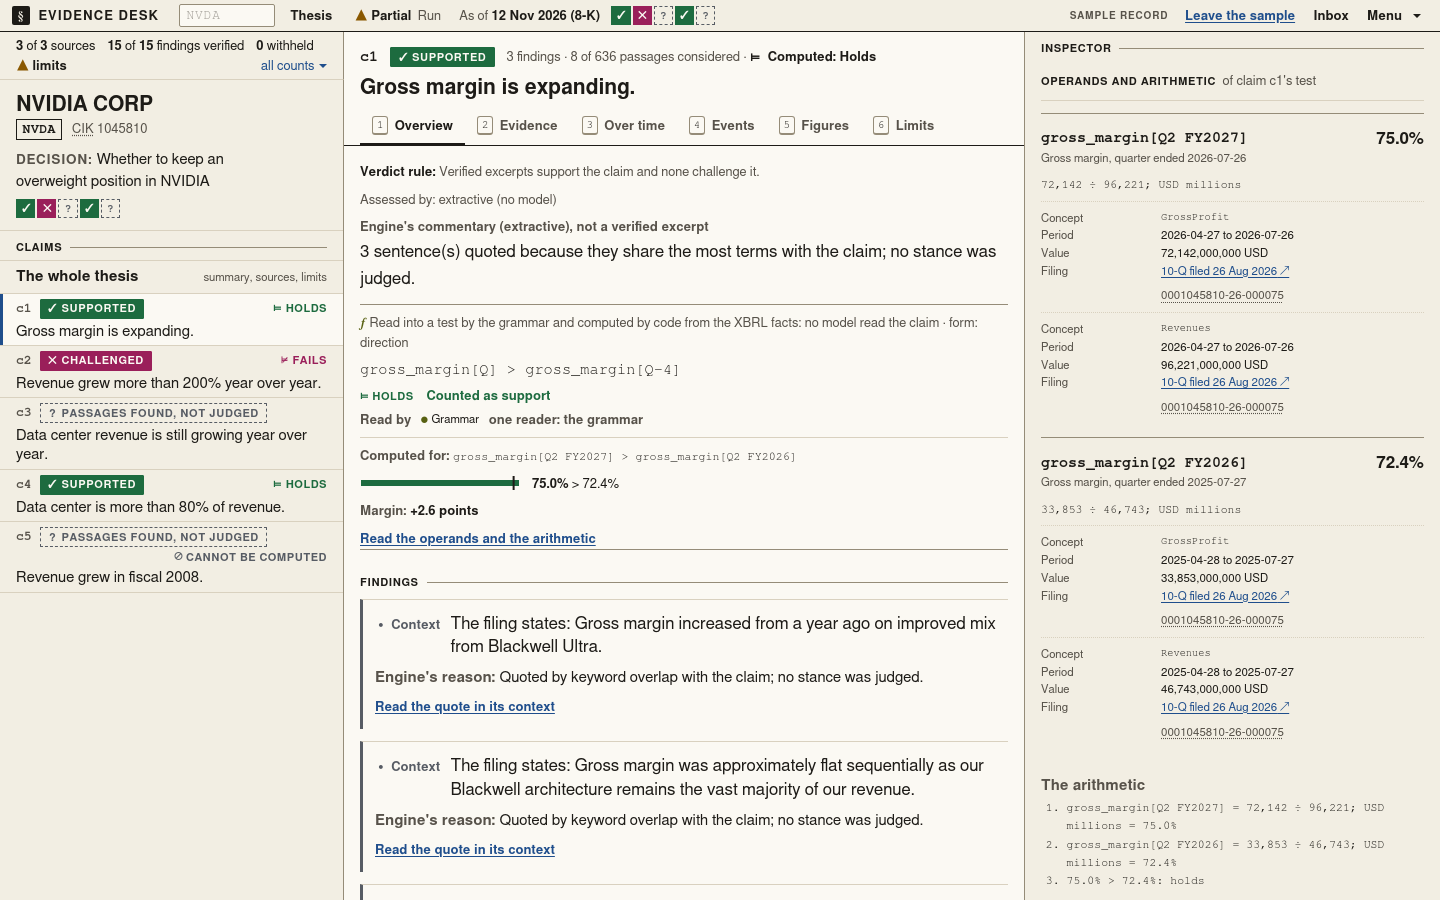 § EVIDENCE DESK NVDA Thesis Partial Run As of 12 Nov 2026 (8-K) ✓ ✕ ? ✓ ? SAMPLE RECORD Leave the sample Inbox Menu
3 of 3 sources 15 of 15 findings verified 0 withheld
limits all counts
NVIDIA CORP
NVDA CIK 1045810
DECISION: Whether to keep an
overweight position in NVIDIA
✓ ✕ ? ✓ ?
CLAIMS
The whole thesis summary, sources, limits
c1 ✓ SUPPORTED ⊨ HOLDS
Gross margin is expanding.
c2 ✕ CHALLENGED ⊭ FAILS
Revenue grew more than 200% year over year.
c3 ? PASSAGES FOUND, NOT JUDGED
Data center revenue is still growing year over
year.
c4 ✓ SUPPORTED ⊨ HOLDS
Data center is more than 80% of revenue.
c5 ? PASSAGES FOUND, NOT JUDGED
⊘ CANNOT BE COMPUTED
Revenue grew in fiscal 2008.
c1 ✓ SUPPORTED 3 findings · 8 of 636 passages considered · ⊨ Computed: Holds
Gross margin is expanding.
1 Overview 2 Evidence 3 Over time 4 Events 5 Figures 6 Limits
Verdict rule: Verified excerpts support the claim and none challenge it.
Assessed by: extractive (no model)
Engine's commentary (extractive), not a verified excerpt
3 sentence(s) quoted because they share the most terms with the claim; no stance was
judged.
ƒ Read into a test by the grammar and computed by code from the XBRL facts: no model read the claim · form:
direction
gross_margin[Q] > gross_margin[Q−4]
⊨ HOLDS Counted as support
Read by ● Grammar one reader: the grammar
Computed for: gross_margin[Q2 FY2027] > gross_margin[Q2 FY2026]
75.0% > 72.4%
Margin: +2.6 points
Read the operands and the arithmetic
FINDINGS
• Context The filing states: Gross margin increased from a year ago on improved mix
from Blackwell Ultra.
Engine's reason: Quoted by keyword overlap with the claim; no stance was judged.
Read the quote in its context
• Context The filing states: Gross margin was approximately flat sequentially as our
Blackwell architecture remains the vast majority of our revenue.
Engine's reason: Quoted by keyword overlap with the claim; no stance was judged.
Read the quote in its context
INSPECTOR
OPERANDS AND ARITHMETIC of claim c1's test
gross_margin[Q2 FY2027] 75.0%
Gross margin, quarter ended 2026-07-26
72,142 ÷ 96,221; USD millions
Concept GrossProfit
Period 2026-04-27 to 2026-07-26
Value 72,142,000,000 USD
Filing 10-Q filed 26 Aug 2026 ↗
0001045810-26-000075
Concept Revenues
Period 2026-04-27 to 2026-07-26
Value 96,221,000,000 USD
Filing 10-Q filed 26 Aug 2026 ↗
0001045810-26-000075
gross_margin[Q2 FY2026] 72.4%
Gross margin, quarter ended 2025-07-27
33,853 ÷ 46,743; USD millions
Concept GrossProfit
Period 2025-04-28 to 2025-07-27
Value 33,853,000,000 USD
Filing 10-Q filed 26 Aug 2026 ↗
0001045810-26-000075
Concept Revenues
Period 2025-04-28 to 2025-07-27
Value 46,743,000,000 USD
Filing 10-Q filed 26 Aug 2026 ↗
0001045810-26-000075
The arithmetic
1. gross_margin[Q2 FY2027] = 72,142 ÷ 96,221; USD
millions = 75.0%
2. gross_margin[Q2 FY2026] = 33,853 ÷ 46,743; USD
millions = 72.4%
3. 75.0% > 72.4%: holds